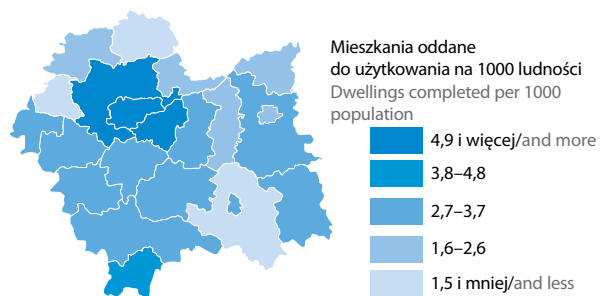 Mieszkania oddane
do użytkowania na 1000 ludności
Dwellings completed per 1000
population
4,9 i więcej/and more
3,8–4,8
2,7–3,7
1,6–2,6
1,5 i mniej/and less